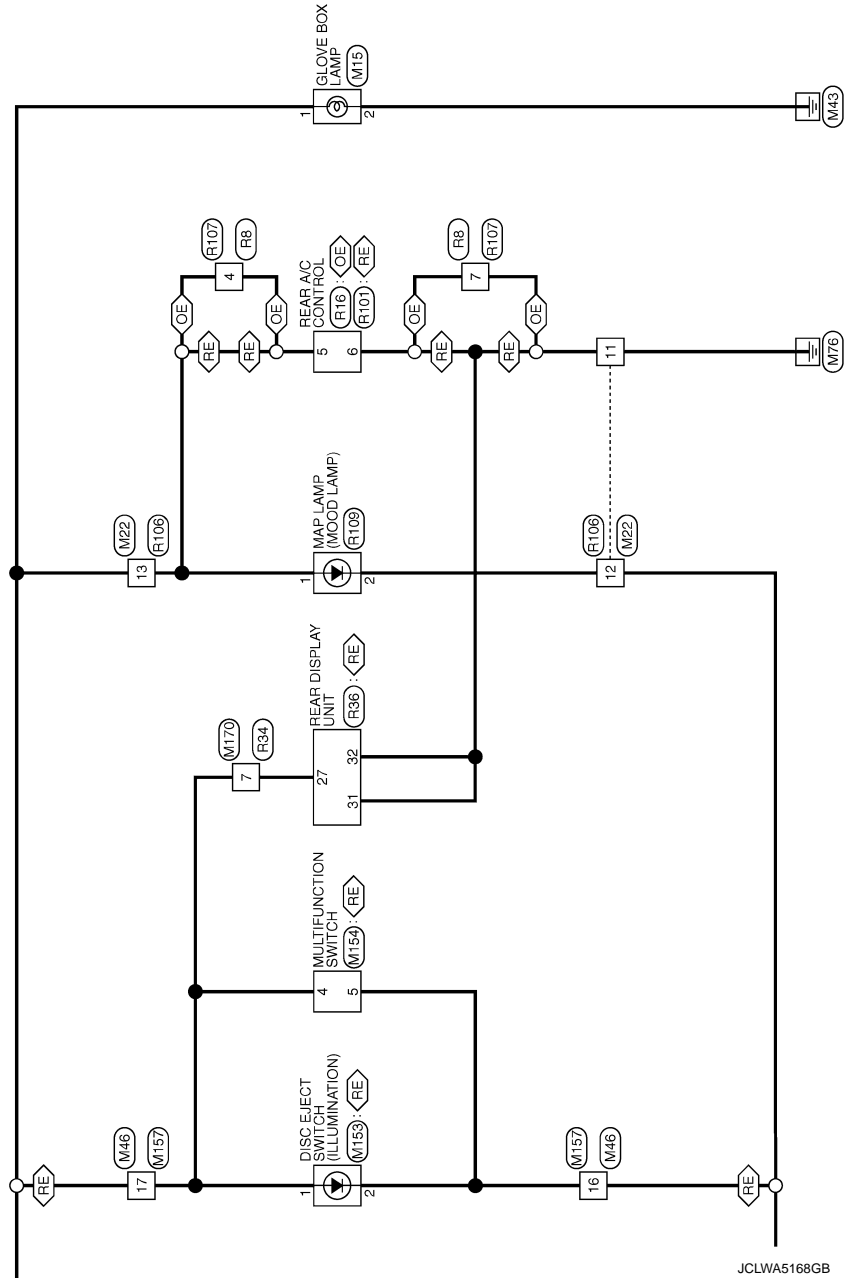 GLOVE BOX
LAMP
M15
1
2
M43
R107
R8
4
OE
OE
RE
RE
REAR A/C
CONTROL
R16 : OE
R101 : RE
5
6
R8
R107
7
OE
OE
RE
RE
11
M76
M22
R106
13
MAP LAMP
(MOOD LAMP)
R109
1
2
R106
M22
12
REAR DISPLAY
UNIT
R36 : RE
M170
R34
7
27
31
32
MULTIFUNCTION
SWITCH
M154 : RE
4
5
DISC EJECT
SWITCH
(ILLUMINATION)
M153 : RE
1
2
RE
M46
M157
17
M157
M46
16
RE
JCLWA5168GB